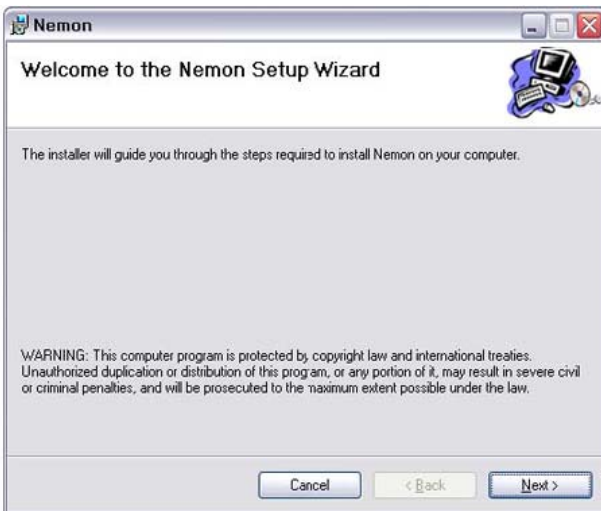 Nemon
Welcome to the Nemon Setup Wizard
The installer will guide you through the steps required to install Nemon on your computer.
WARNING: This computer program is protected by copyright law and international treaties.
Unauthorized duplication or distribution of this program, or any portion of it, may result in severe civil
or criminal penalties, and will be prosecuted to the maximum extent possible under the law.
Cancel
< Back
Next >